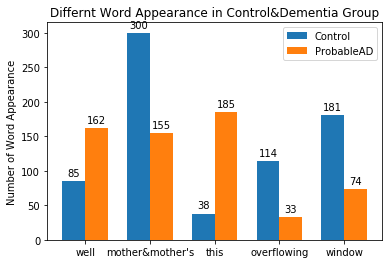 Differnt Word Appearance in Control&Dementia Group
Number of Word Appearance
300
250
200
150
100
50
0
Control
ProbableAD
85
162
300
155
38
185
114
33
181
74
well
mother&mother's
this
overflowing
window